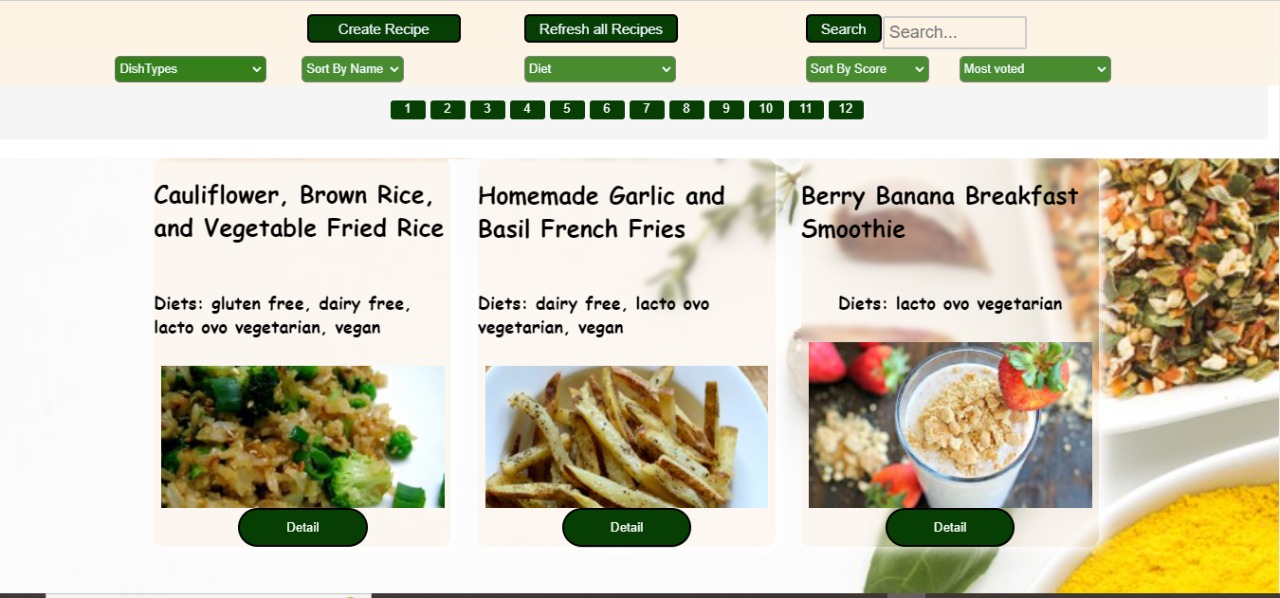 Create Recipe
Refresh all Recipes
Search
Search...
DishTypes
Sort By Name
Diet
Sort By Score
Most voted
1 2 3 4 5 6 7 8 9 10 11 12
Cauliflower, Brown Rice,
and Vegetable Fried Rice
Diets: gluten free, dairy free,
lacto ovo vegetarian, vegan
Detail
Homemade Garlic and
Basil French Fries
Diets: dairy free, lacto ovo
vegetarian, vegan
Detail
Berry Banana Breakfast
Smoothie
Diets: lacto ovo vegetarian
Detail